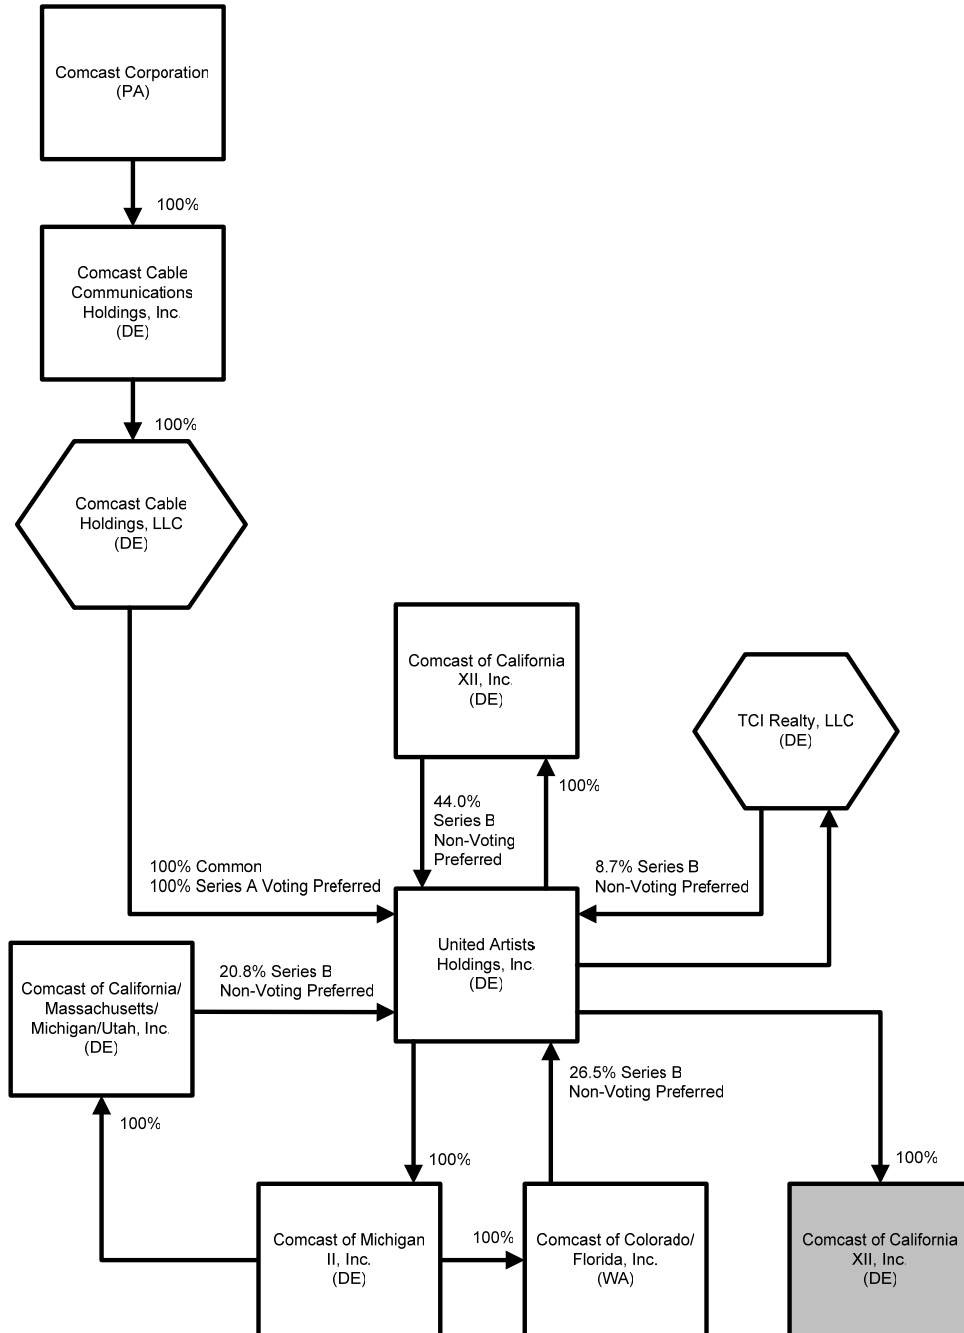 Comcast Corporation
(PA)
100%
Comcast Cable
Communications
Holdings, Inc.
(DE)
100%
Comcast Cable
Holdings, LLC
(DE)
Comcast of California
XII, Inc.
(DE)
TCI Realty, LLC
(DE)
44.0%
Series B
Non-Voting
Preferred
100%
100% Common
100% Series A Voting Preferred
8.7% Series B
Non-Voting Preferred
United Artists
Holdings, Inc.
(DE)
Comcast of California/
Massachusetts/
Michigan/Utah, Inc.
(DE)
20.8% Series B
Non-Voting Preferred
26.5% Series B
Non-Voting Preferred
100%
100%
100%
Comcast of Michigan
II, Inc.
(DE)
100%
Comcast of Colorado/
Florida, Inc.
(WA)
Comcast of California
XII, Inc.
(DE)